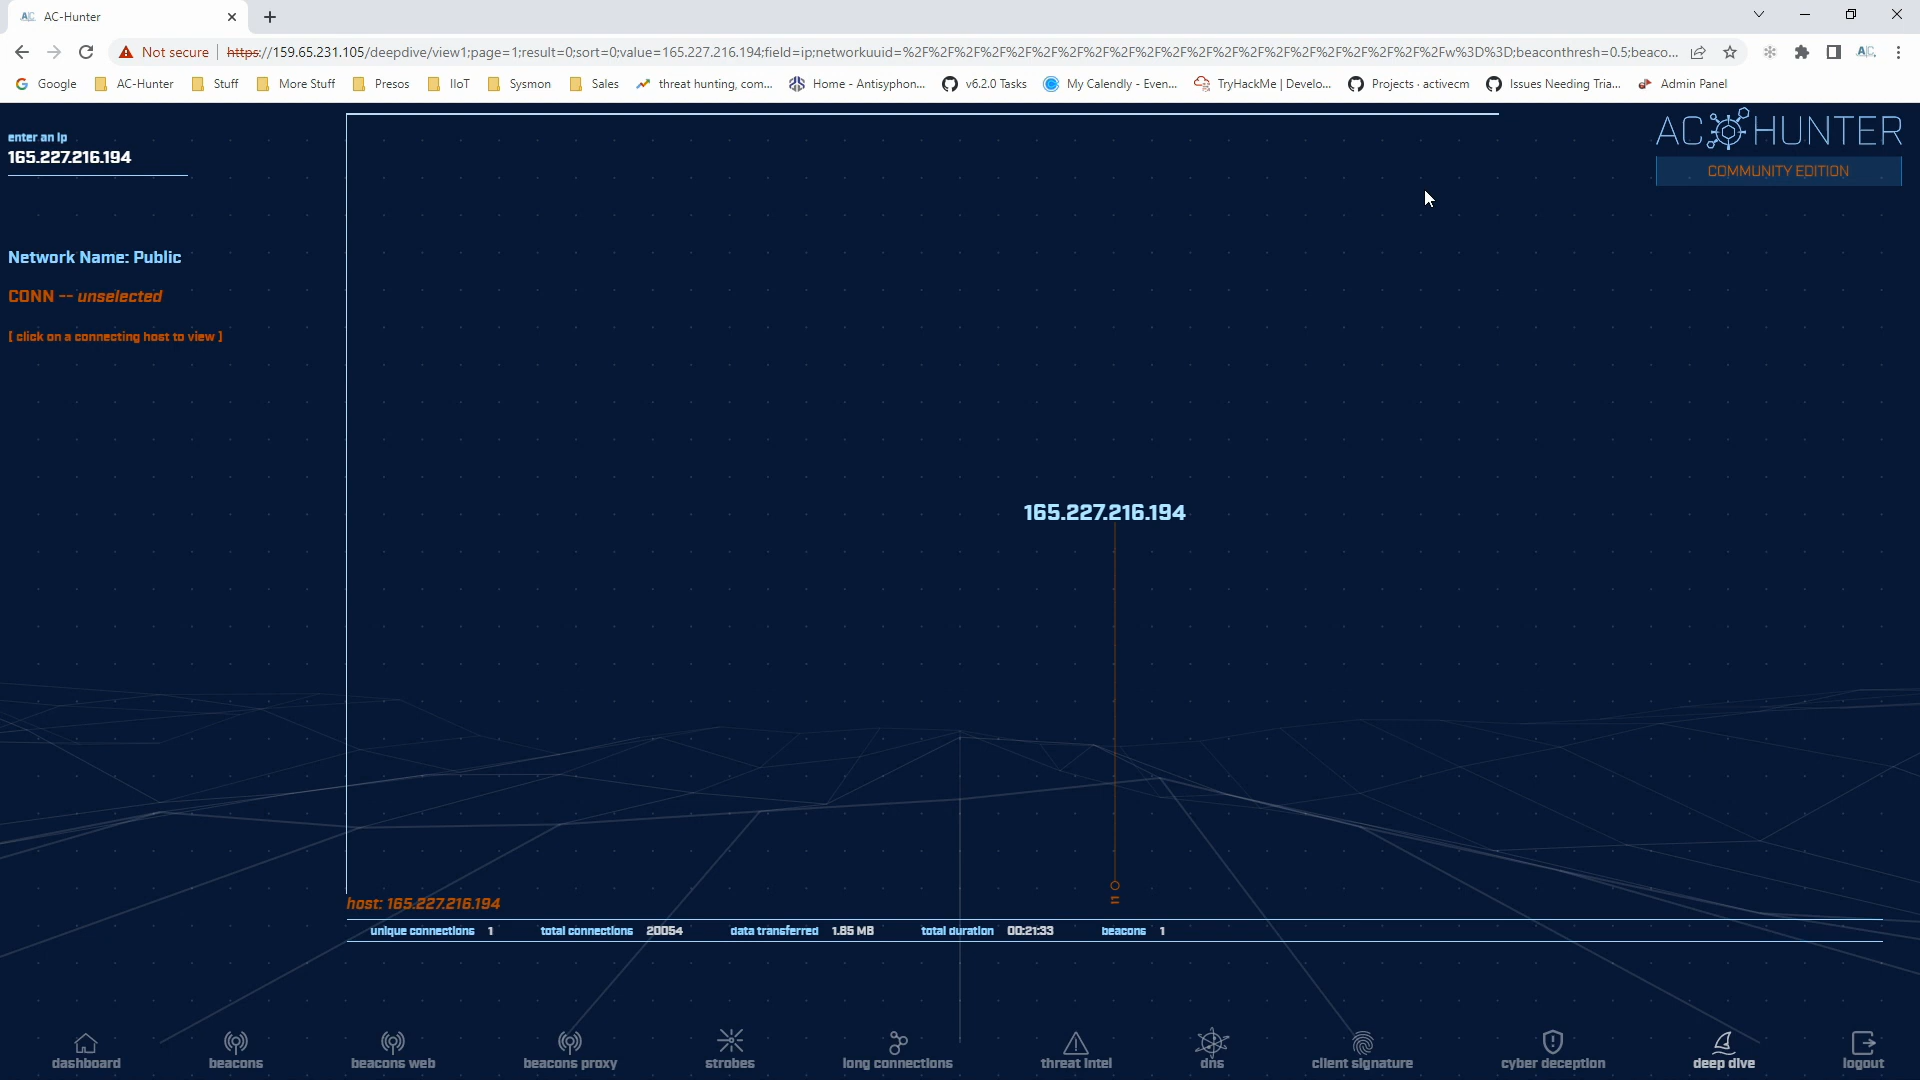 AC-Hunter
Not secure
https://159.65.231.105/deepdive/view1;page=1;result=0;sort=0;value=165.227.216.194;field=ip;networkuuid=%2F%2F%2F%2F%2F%2F%2F%2F%2F%2F%2F%2F%2F%2F%2F%2F%2F%2F%2F%2F%2Fw%3D%3D;beaconthresh=0.5;beaco...
Google
AC-Hunter
Stuff
More Stuff
Presos
IIoT
Sysmon
Sales
threat hunting, com...
Home - Antisyphon...
v6.2.0 Tasks
My Calendly - Even...
TryHackMe | Develo...
Projects · activecm
Issues Needing Tria...
Admin Panel
enter an ip
165.227.216.194
AC HUNTER
COMMUNITY EDITION
Network Name: Public
CONN -- unselected
[ click on a connecting host to view ]
165.227.216.194
host: 165.227.216.194
unique connections 1
total connections 20054
data transferred 1.85 MB
total duration 00:21:33
beacons 1
dashboard
beacons
beacons web
beacons proxy
strobes
long connections
threat intel
dns
client signature
cyber deception
deep dive
logout